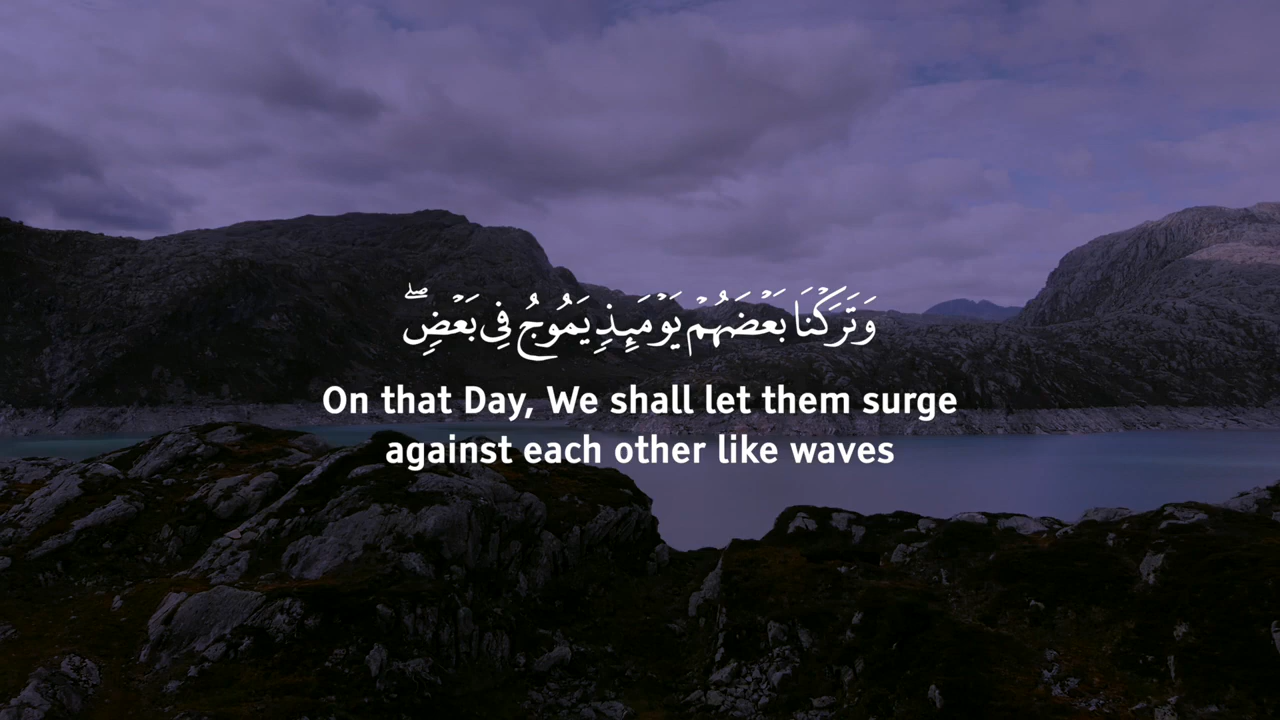 وَتَرَكْنَا بَعْضَهُمْ يَوْمَئِذٍ يَمُوجُ فِى بَعْضٍ ۖ
On that Day, We shall let them surge
against each other like waves